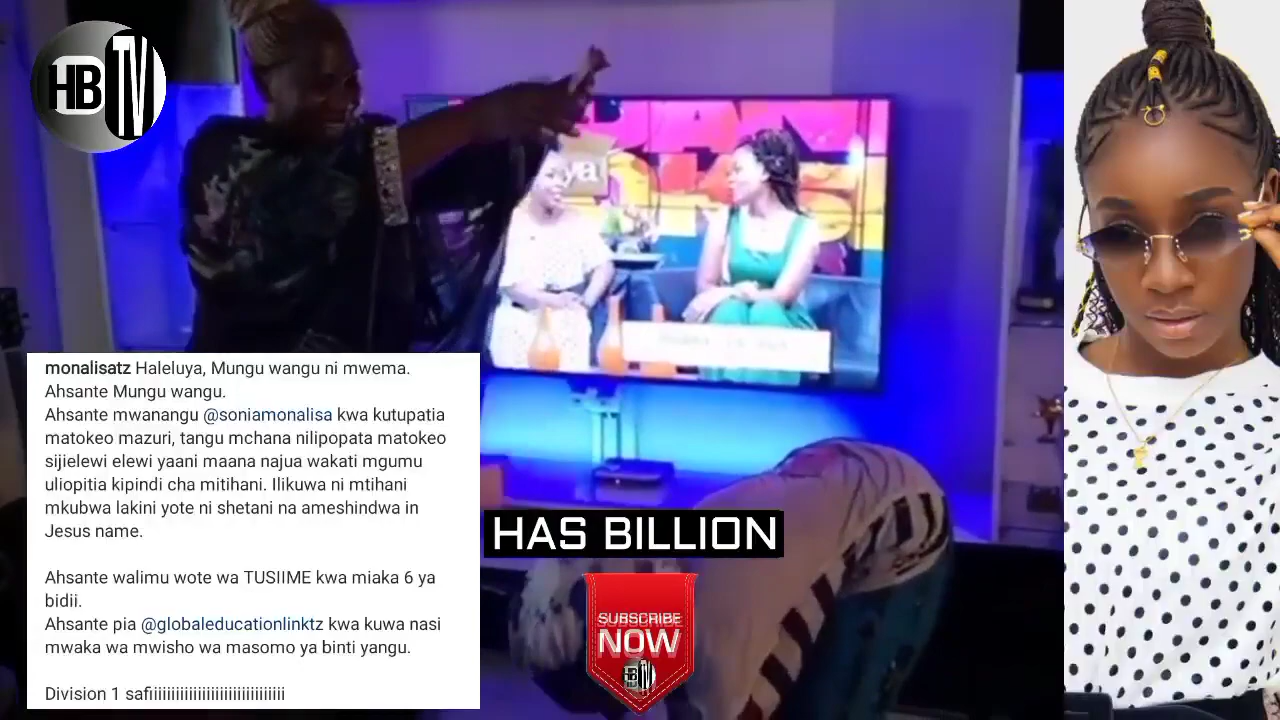 HB TV
ya
monalisatz Haleluya, Mungu wangu ni mwema.
Ahsante Mungu wangu.
Ahsante mwanangu @soniamonalisa kwa kutupatia
matokeo mazuri, tangu mchana nilipopata matokeo
sijielewi elewi yaani maana najua wakati mgumu
uliopitia kipindi cha mitihani. Ilikuwa ni mtihani
mkubwa lakini yote ni shetani na ameshindwa in
Jesus name.
Ahsante walimu wote wa TUSIIME kwa miaka 6 ya
bidii.
Ahsante pia @globaleducationlinktz kwa kuwa nasi
mwaka wa mwisho wa masomo ya binti yangu.
Division 1 safiiiiiiiiiiiiiiiiiiiiiiiiiiiiii
HAS BILLION
SUBSCRIBE
NOW
HB TV